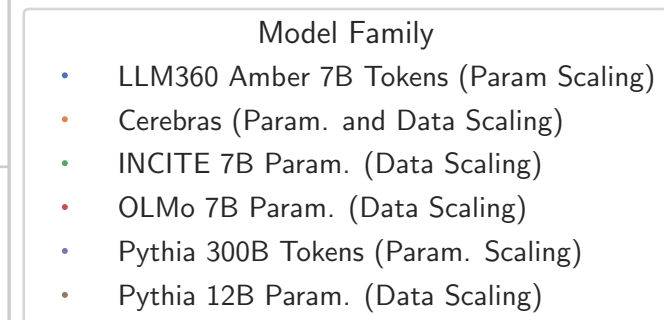 Model Family
LLM360 Amber 7B Tokens (Param Scaling)
Cerebras (Param. and Data Scaling)
INCITE 7B Param. (Data Scaling)
OLMo 7B Param. (Data Scaling)
Pythia 300B Tokens (Param. Scaling)
Pythia 12B Param. (Data Scaling)